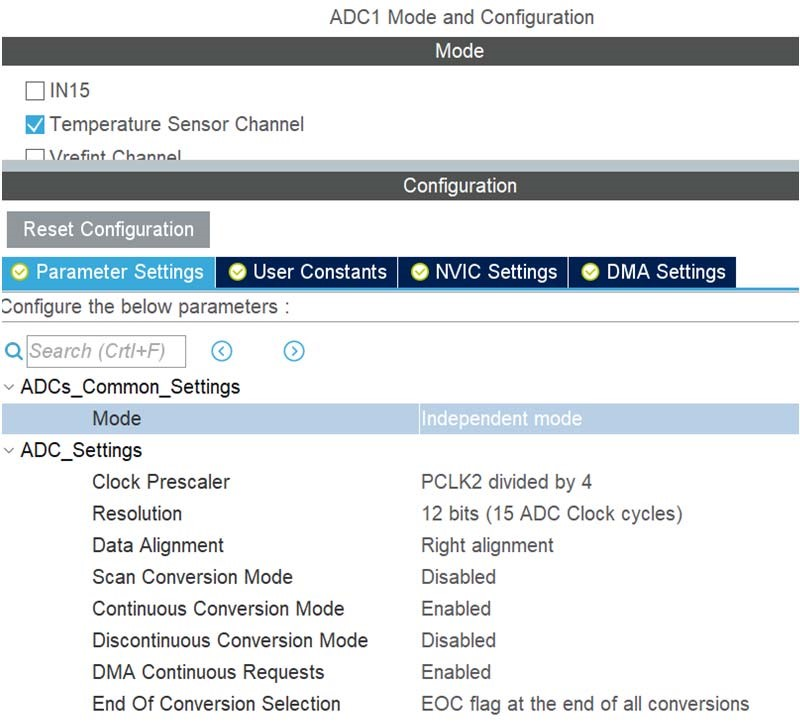 ADC1 Mode and Configuration
Mode
IN15
Temperature Sensor Channel
Vrefint Channel
Configuration
Reset Configuration
Parameter Settings User Constants NVIC Settings DMA Settings
Configure the below parameters :
Search (Crtl+F)
ADCs_Common_Settings
Mode Independent mode
ADC_Settings
Clock Prescaler PCLK2 divided by 4
Resolution 12 bits (15 ADC Clock cycles)
Data Alignment Right alignment
Scan Conversion Mode Disabled
Continuous Conversion Mode Enabled
Discontinuous Conversion Mode Disabled
DMA Continuous Requests Enabled
End Of Conversion Selection EOC flag at the end of all conversions